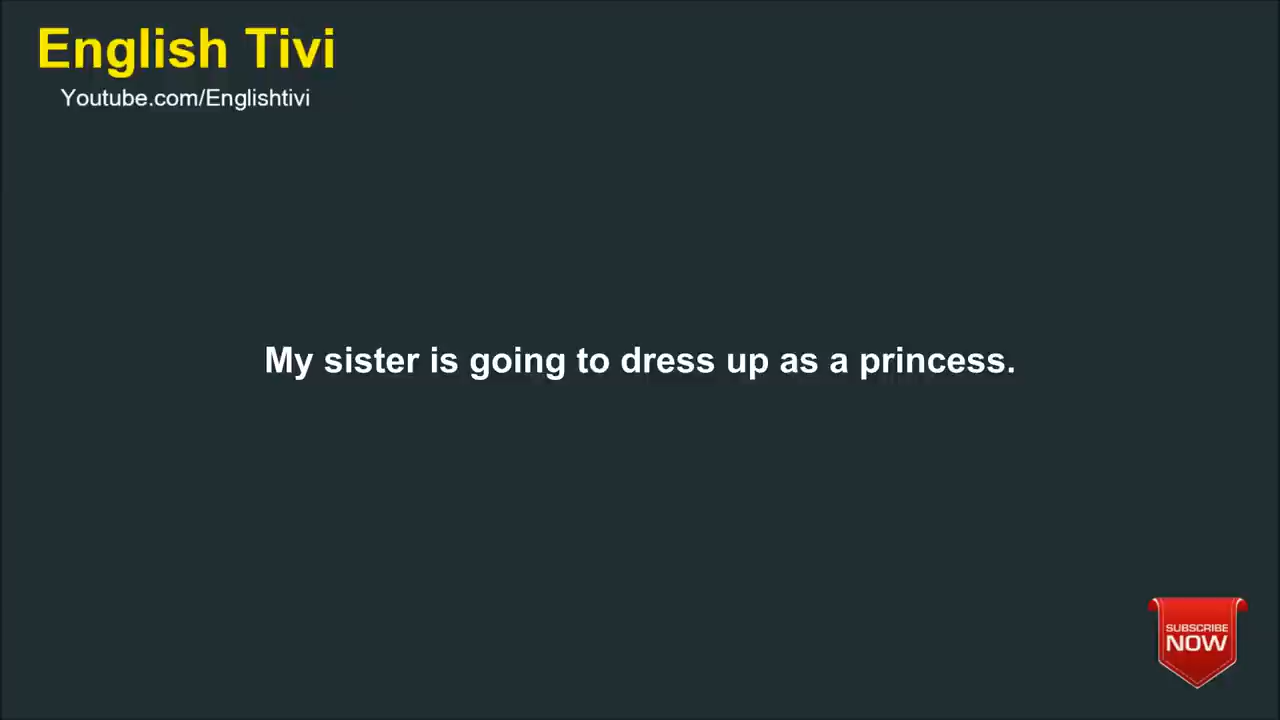 English Tivi
Youtube.com/Englishtivi
My sister is going to dress up as a princess.
SUBSCRIBE
NOW